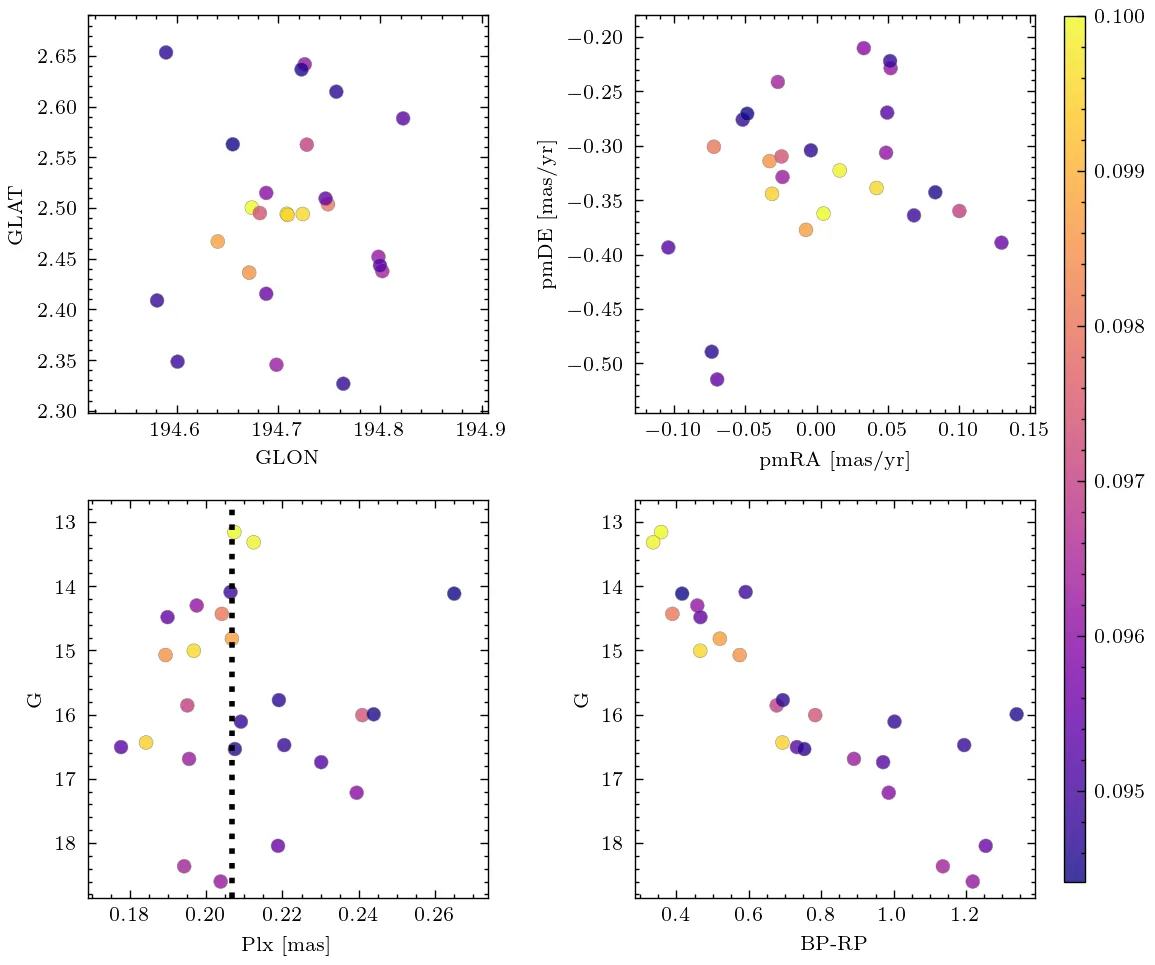 2.65
2.60
2.55
2.50
2.45
2.40
2.35
2.30
GLAT
194.6 194.7 194.8 194.9
GLON
−0.20
−0.25
−0.30
−0.35
−0.40
−0.45
−0.50
pmDE [mas/yr]
−0.10 −0.05 0.00 0.05 0.10 0.15
pmRA [mas/yr]
13
14
15
16
17
18
G
0.18 0.20 0.22 0.24 0.26
Plx [mas]
13
14
15
16
17
18
G
0.4 0.6 0.8 1.0 1.2
BP-RP
0.100
0.099
0.098
0.097
0.096
0.095